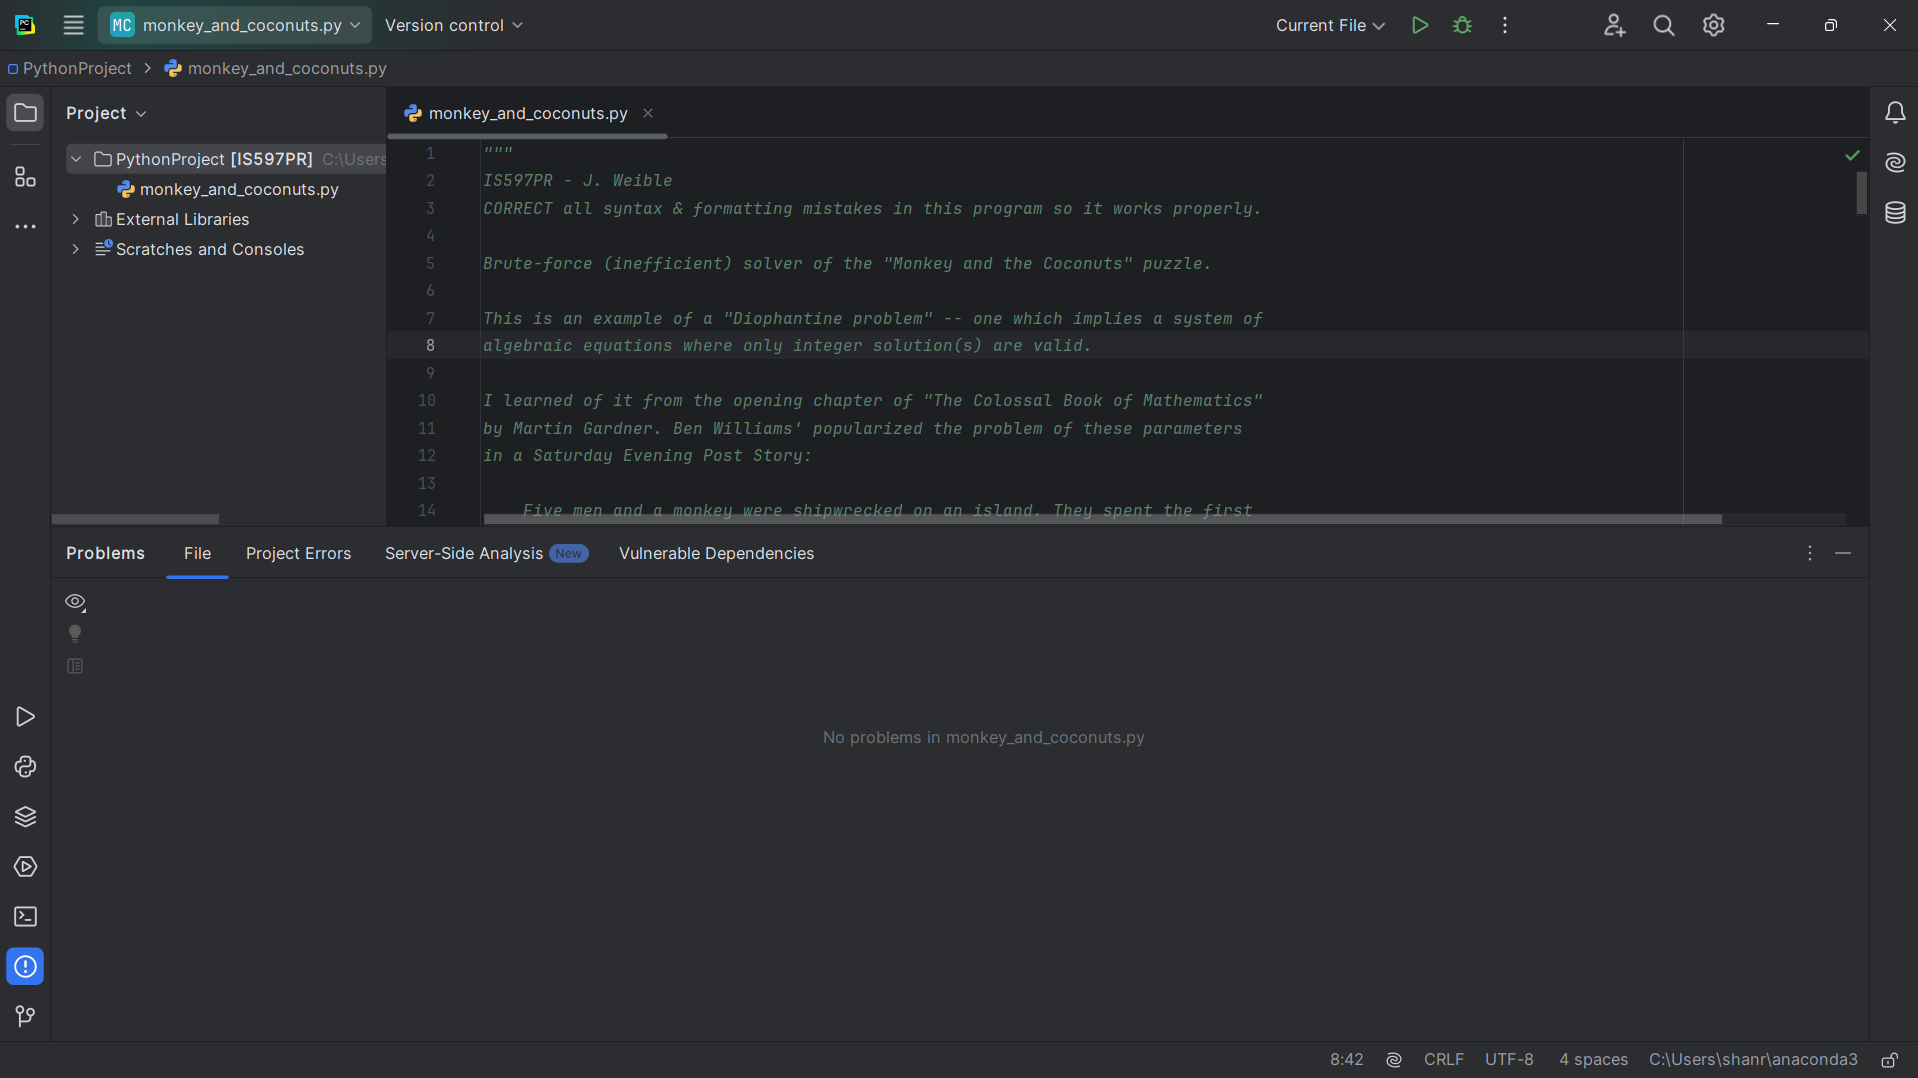 PC
MC monkey_and_coconuts.py Version control Current File
PythonProject monkey_and_coconuts.py
Project
PythonProject [IS597PR] C:\Users
monkey_and_coconuts.py
External Libraries
Scratches and Consoles
monkey_and_coconuts.py
1 """
2 IS597PR - J. Weible
3 CORRECT all syntax & formatting mistakes in this program so it works properly.
4
5 Brute-force (inefficient) solver of the "Monkey and the Coconuts" puzzle.
6
7 This is an example of a "Diophantine problem" -- one which implies a system of
8 algebraic equations where only integer solution(s) are valid.
9
10 I learned of it from the opening chapter of "The Colossal Book of Mathematics"
11 by Martin Gardner. Ben Williams' popularized the problem of these parameters
12 in a Saturday Evening Post Story:
13
14 Five men and a monkey were shipwrecked on an island. They spent the first
Problems File Project Errors Server-Side Analysis New Vulnerable Dependencies
No problems in monkey_and_coconuts.py
8:42 CRLF UTF-8 4 spaces C:\Users\shanr\anaconda3